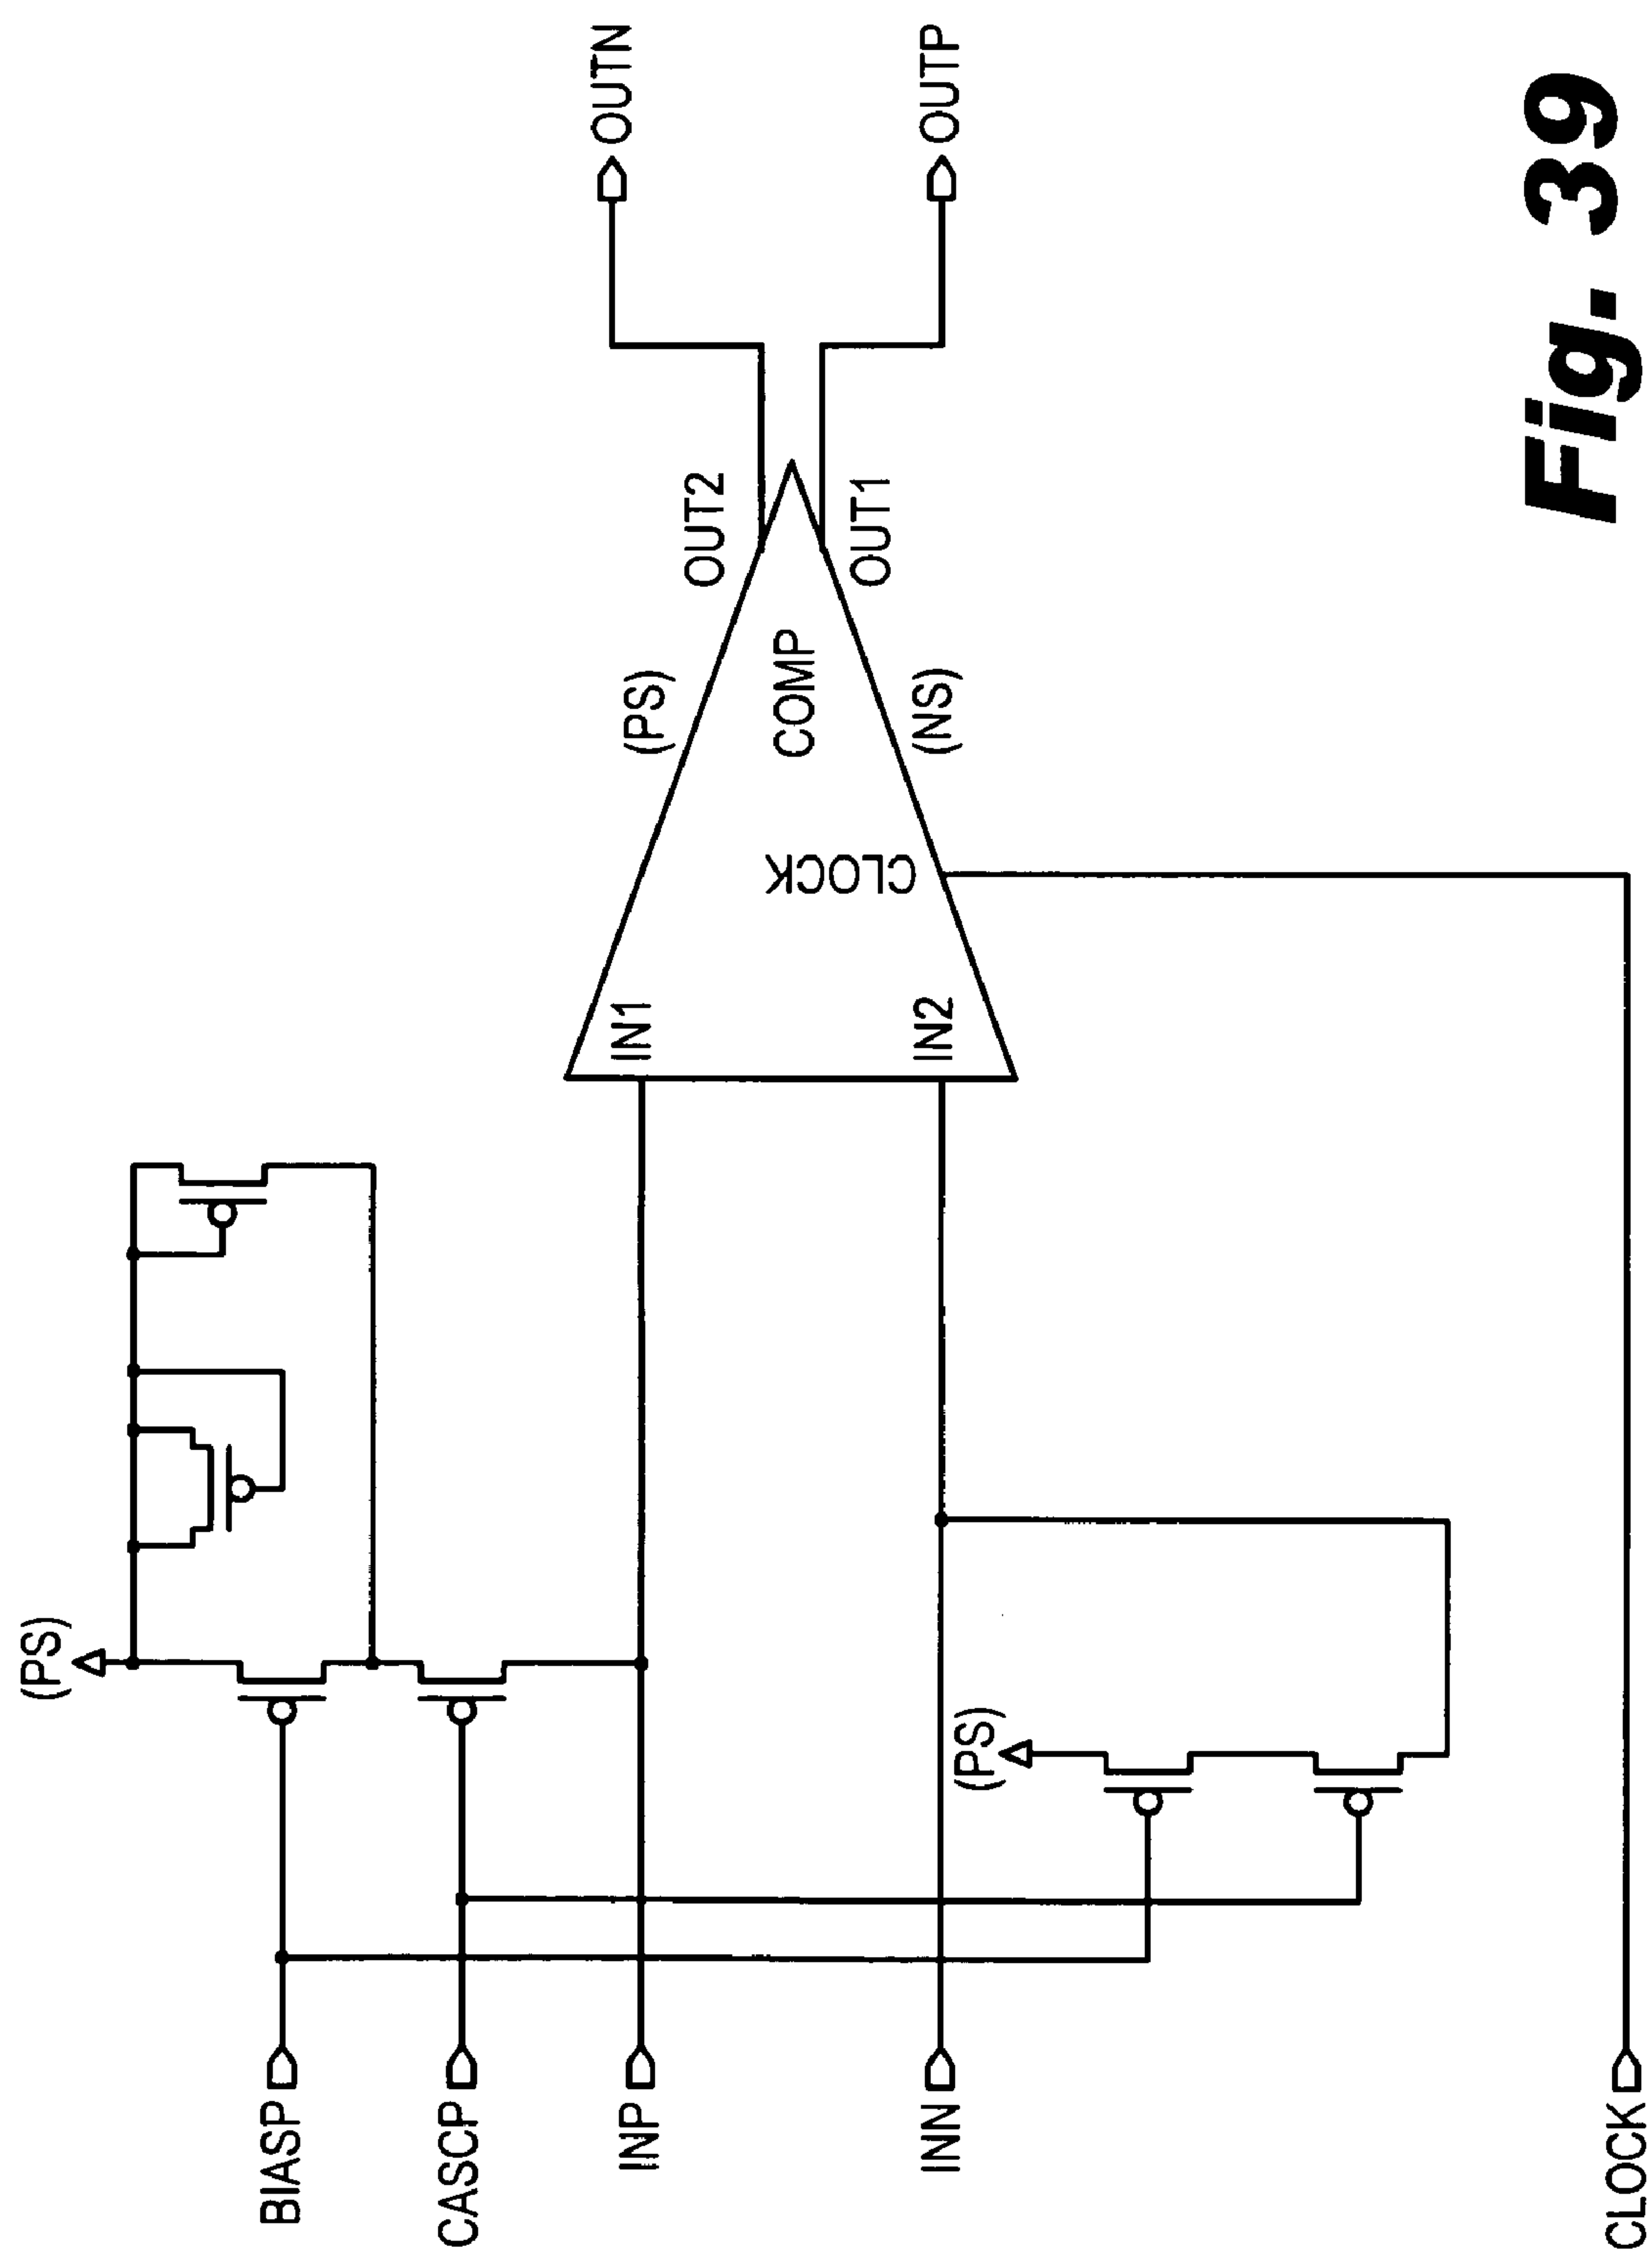 (PS)
BIASP
CASCP
INP
INN
CLOCK
(PS)
IN1
IN2
CLOCK
COMP
(PS)
(NS)
OUT2
OUT1
OUTN
OUTP
Fig. 39